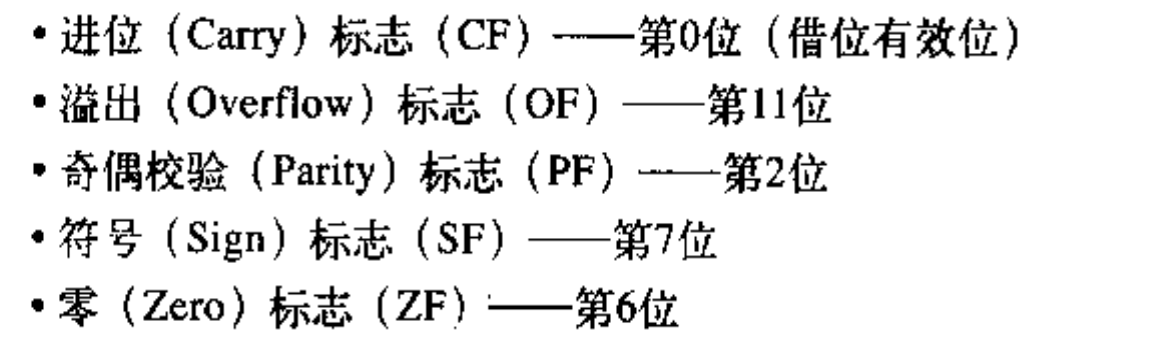 •进位（Carry）标志（CF）——第0位（借位有效位）
•溢出（Overflow）标志（OF）——第11位
•奇偶校验（Parity）标志（PF）——第2位
•符号（Sign）标志（SF）——第7位
•零（Zero）标志（ZF）——第6位